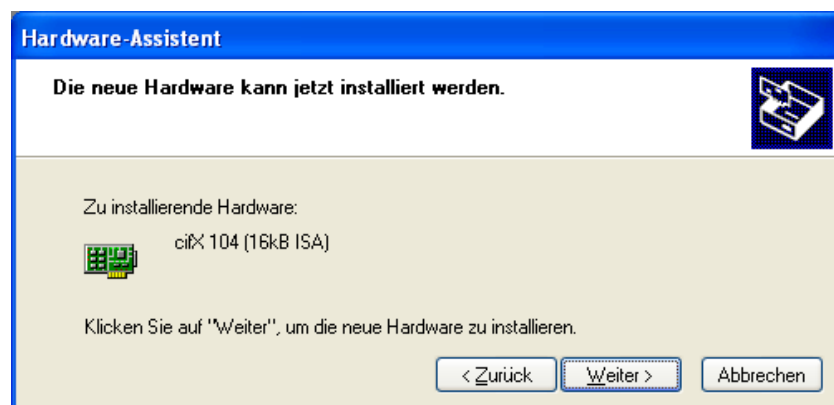 Hardware-Assistent
Die neue Hardware kann jetzt installiert werden.
Zu installierende Hardware:
cifX 104 (16kB ISA)
Klicken Sie auf "Weiter", um die neue Hardware zu installieren.
< Zurück Weiter > Abbrechen